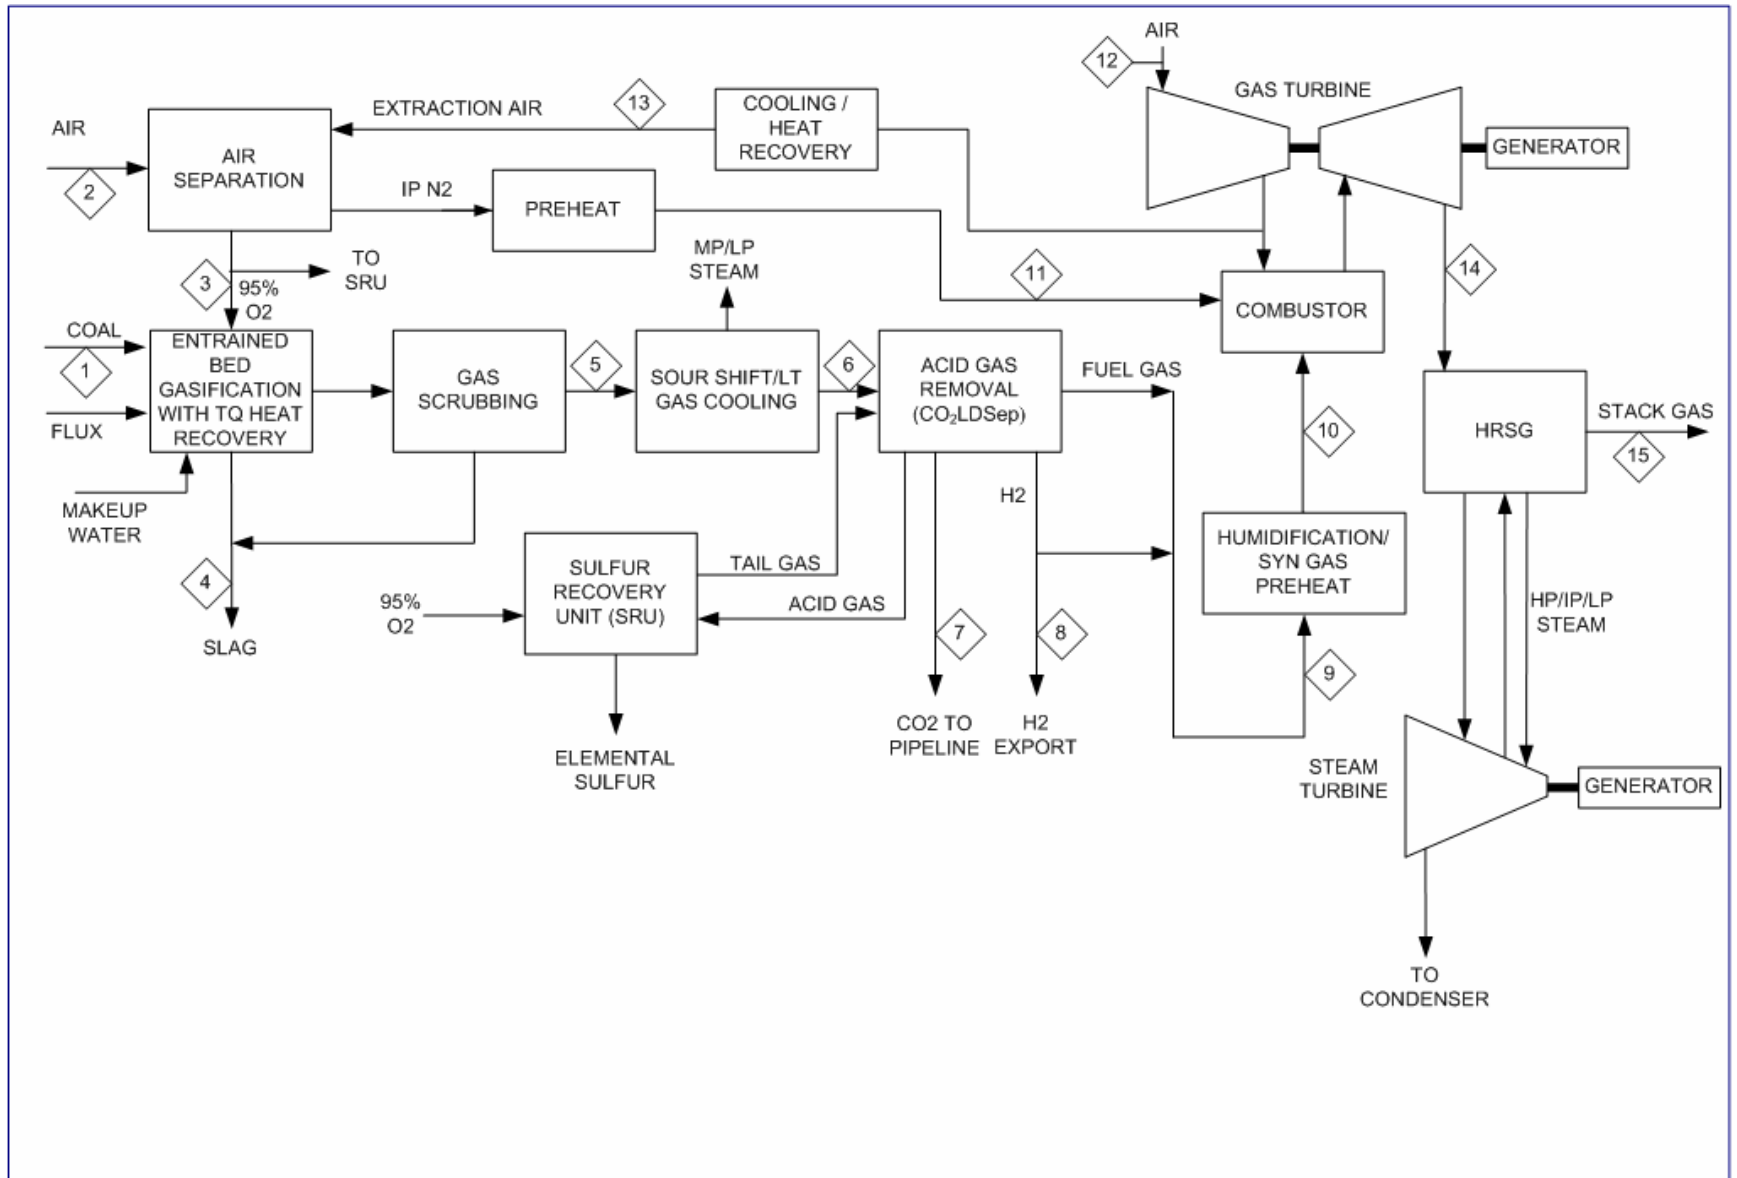 AIR
12
GAS TURBINE
GENERATOR
EXTRACTION AIR
13
COOLING /
HEAT
RECOVERY
AIR
2
AIR
SEPARATION
IP N2
PREHEAT
3
TO
SRU
95%
O2
MP/LP
STEAM
11
COMBUSTOR
14
COAL
1
FLUX
MAKEUP
WATER
ENTRAINED
BED
GASIFICATION
WITH TQ HEAT
RECOVERY
GAS
SCRUBBING
5
SOUR SHIFT/LT
GAS COOLING
6
ACID GAS
REMOVAL
(CO₂LDSep)
FUEL GAS
10
HRSG
STACK GAS
15
H2
4
SLAG
95%
O2
SULFUR
RECOVERY
UNIT (SRU)
TAIL GAS
ACID GAS
7
8
HUMIDIFICATION/
SYN GAS
PREHEAT
9
HP/IP/LP
STEAM
ELEMENTAL
SULFUR
CO2 TO
PIPELINE
H2
EXPORT
STEAM
TURBINE
GENERATOR
TO
CONDENSER